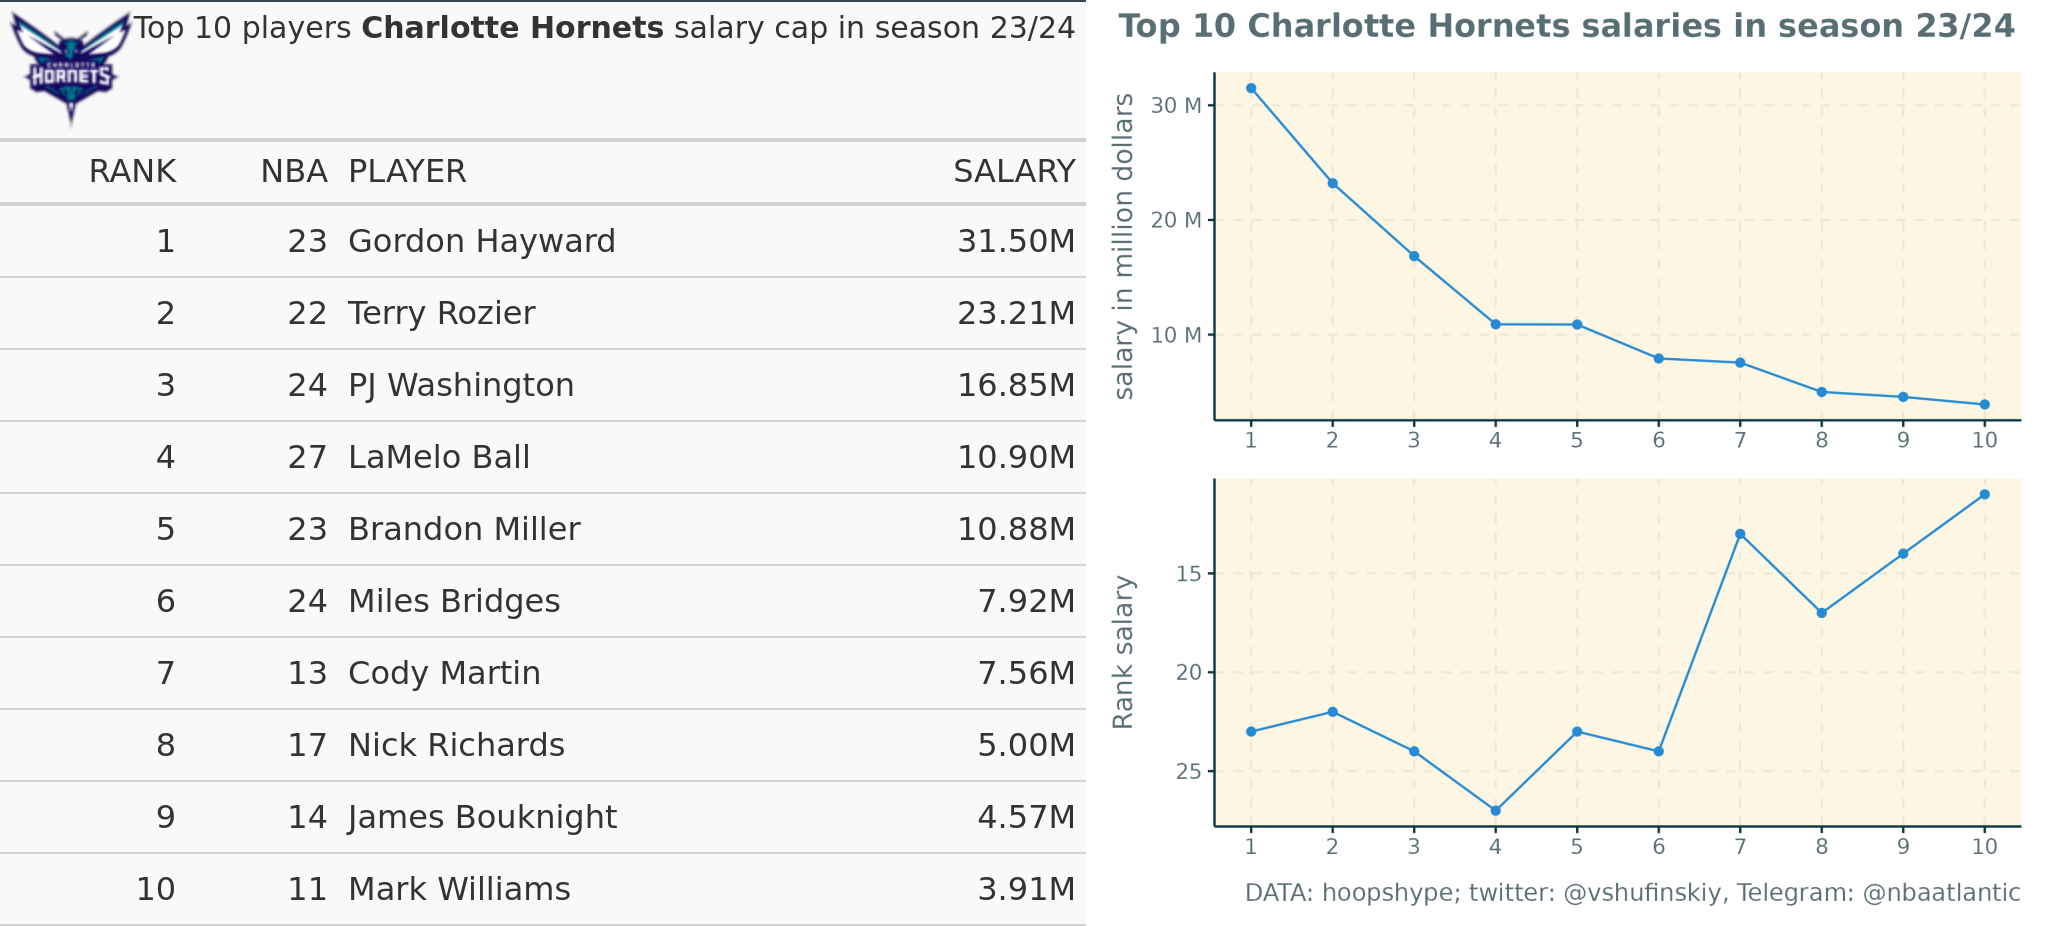 Top 10 players Charlotte Hornets salary cap in season 23/24
CHARLOTTE
HORNETS
RANK NBA PLAYER SALARY
1 23 Gordon Hayward 31.50M
2 22 Terry Rozier 23.21M
3 24 PJ Washington 16.85M
4 27 LaMelo Ball 10.90M
5 23 Brandon Miller 10.88M
6 24 Miles Bridges 7.92M
7 13 Cody Martin 7.56M
8 17 Nick Richards 5.00M
9 14 James Bouknight 4.57M
10 11 Mark Williams 3.91M
Top 10 Charlotte Hornets salaries in season 23/24
salary in million dollars
30 M
20 M
10 M
1 2 3 4 5 6 7 8 9 10
Rank salary
15
20
25
1 2 3 4 5 6 7 8 9 10
DATA: hoopshype; twitter: @vshufinskiy, Telegram: @nbaatlantic